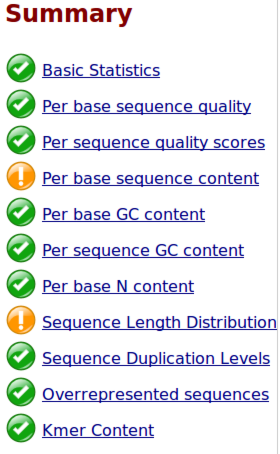 Summary
Basic Statistics
Per base sequence quality
Per sequence quality scores
Per base sequence content
Per base GC content
Per sequence GC content
Per base N content
Sequence Length Distribution
Sequence Duplication Levels
Overrepresented sequences
Kmer Content